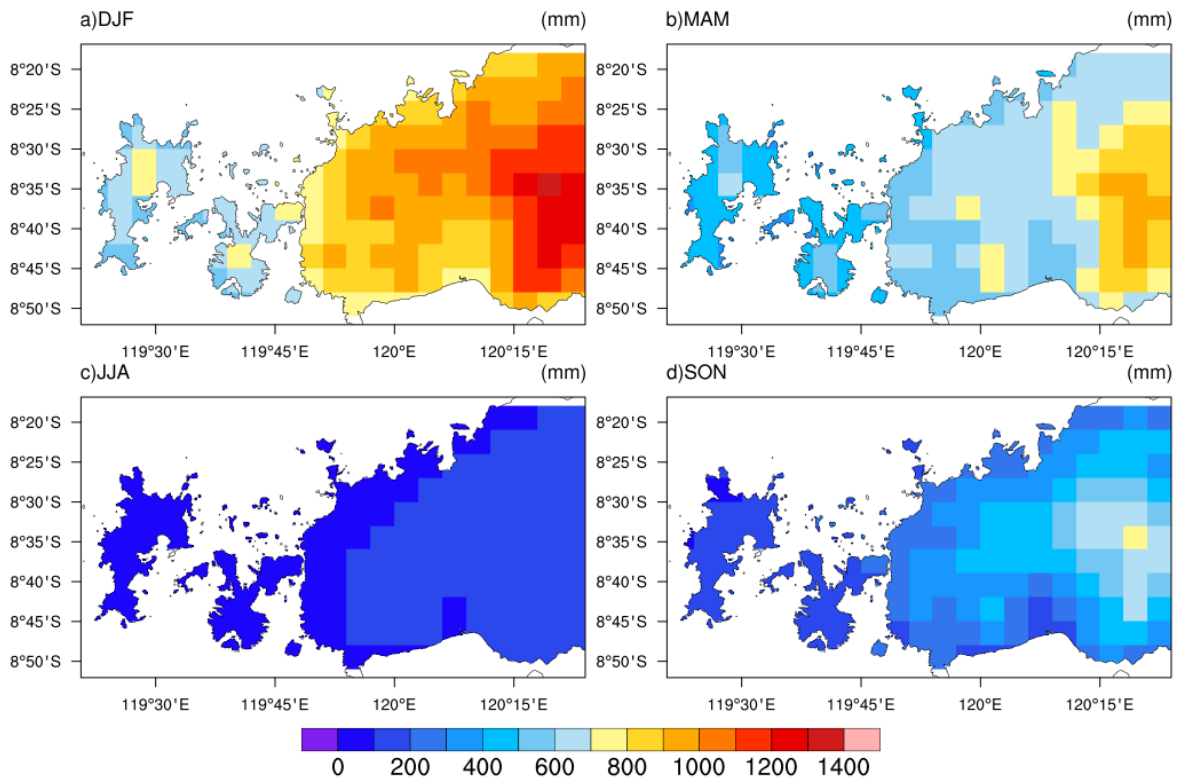 a)DJF (mm) b)MAM (mm)
8°20'S 8°20'S
8°25'S 8°25'S
8°30'S 8°30'S
8°35'S 8°35'S
8°40'S 8°40'S
8°45'S 8°45'S
8°50'S 8°50'S
119°30'E 119°45'E 120°E 120°15'E 119°30'E 119°45'E 120°E 120°15'E
c)JJA (mm) d)SON (mm)
8°20'S 8°20'S
8°25'S 8°25'S
8°30'S 8°30'S
8°35'S 8°35'S
8°40'S 8°40'S
8°45'S 8°45'S
8°50'S 8°50'S
119°30'E 119°45'E 120°E 120°15'E 119°30'E 119°45'E 120°E 120°15'E
0 200 400 600 800 1000 1200 1400